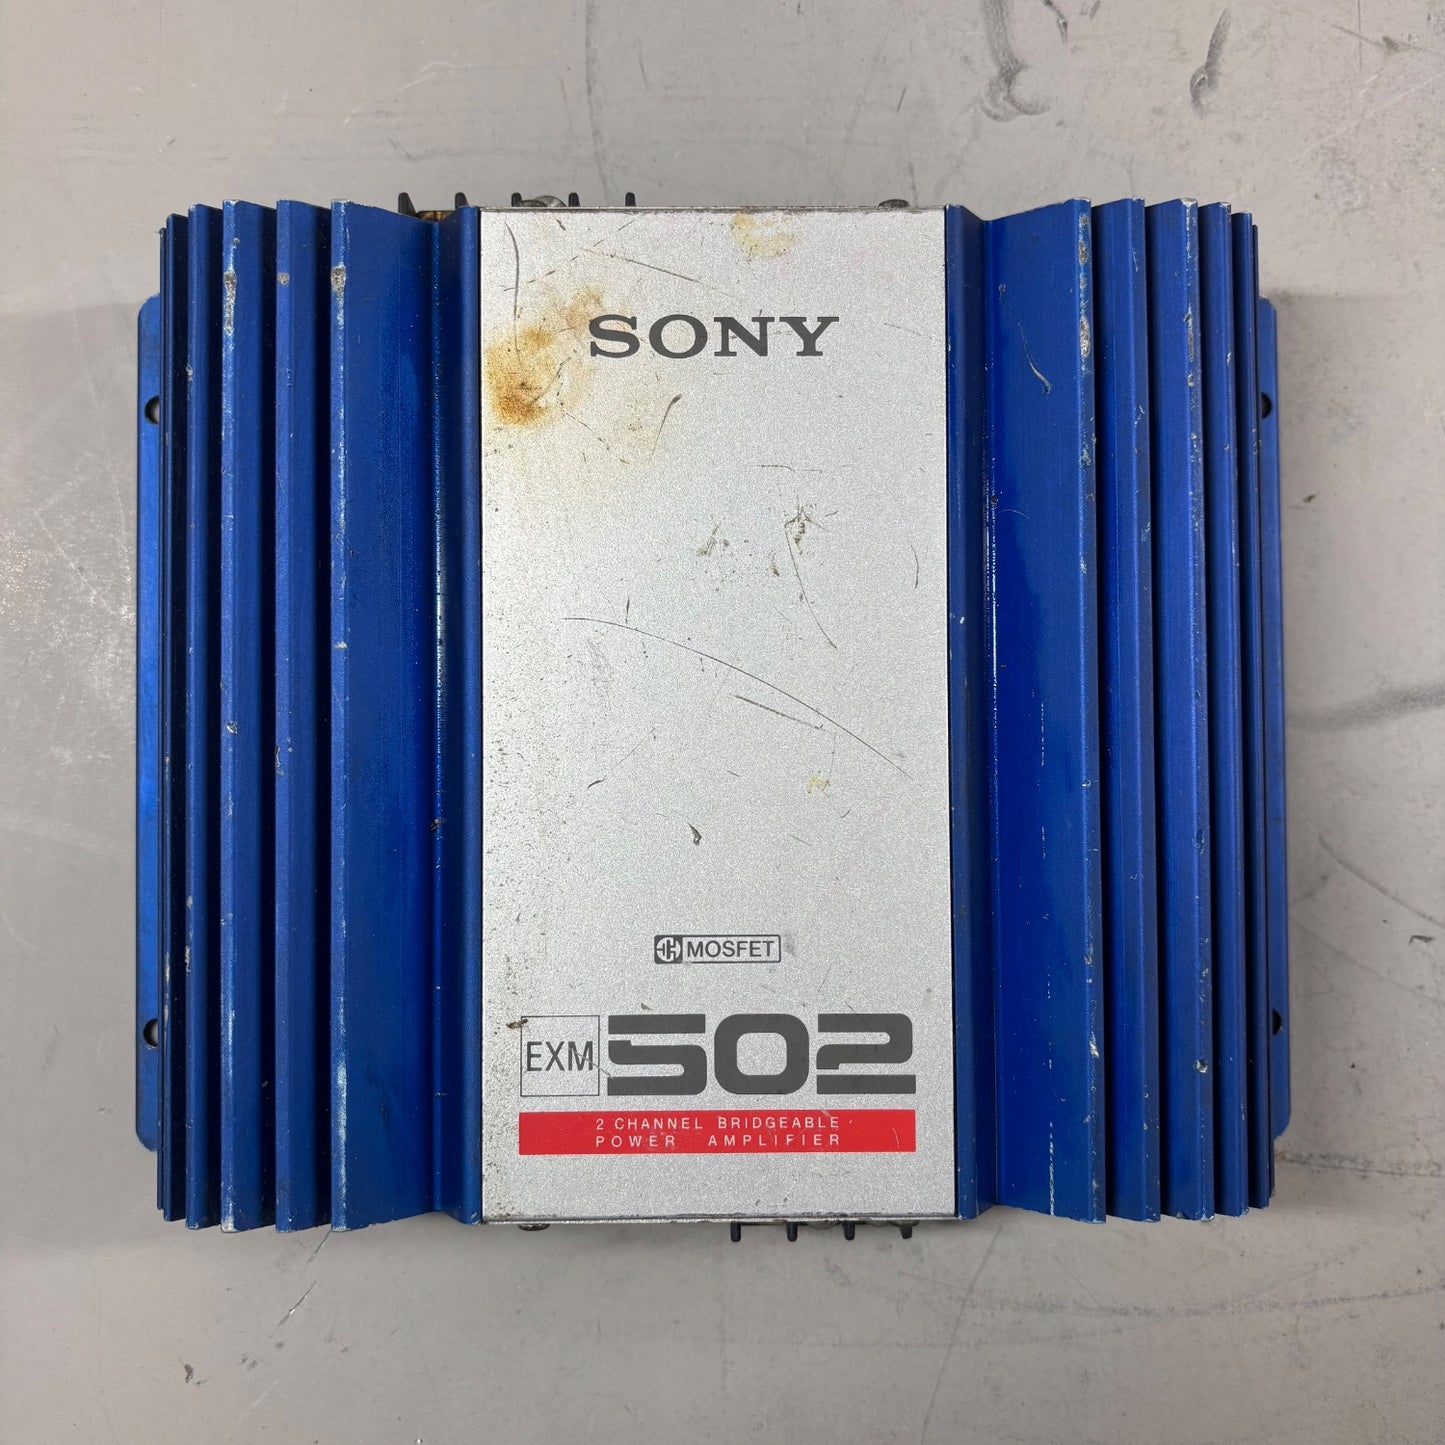 SONY
MOSFET
EXM 502
2 CHANNEL BRIDGEABLE
POWER AMPLIFIER